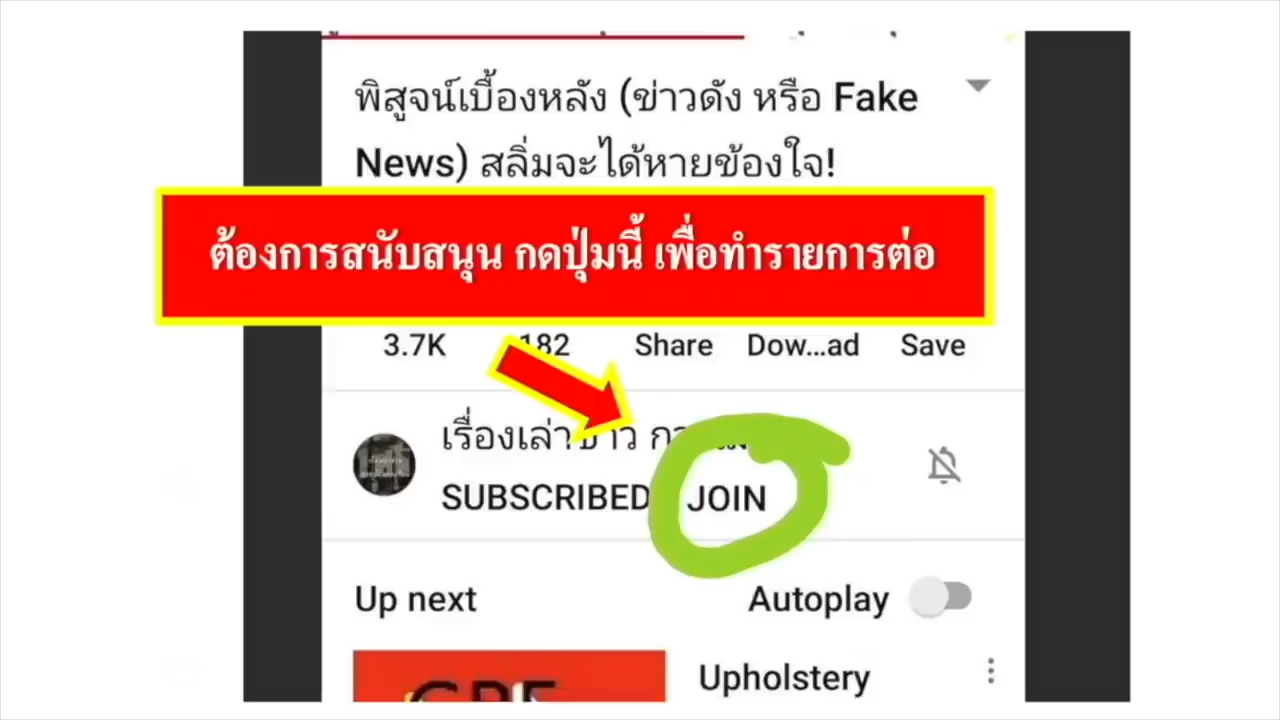 พิสูจน์เบื้องหลัง (ข่าวดัง หรือ Fake
News) สลิ่มจะได้หายข้องใจ!
ต้องการสนับสนุน กดปุ่มนี้ เพื่อทำรายการต่อ
3.7K 182 Share Dow...ad Save
เรื่องเล่าข่าว
SUBSCRIBED JOIN
Up next Autoplay
Upholstery